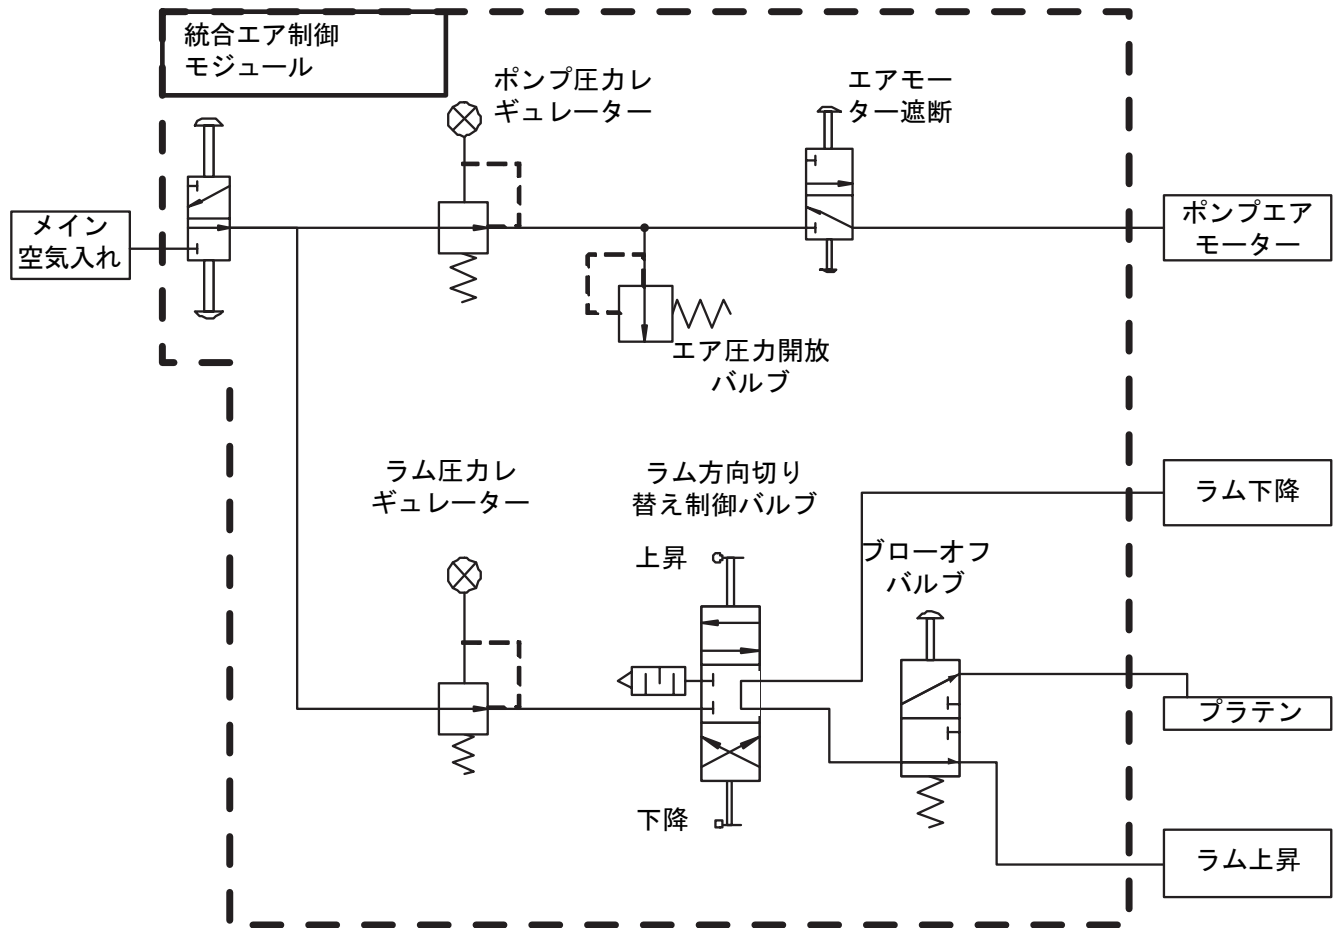 統合エア制御
モジュール
ポンプ圧力レ
ギュレーター
エアモー
ター遮断
メイン
空気入れ
ポンプエア
モーター
エア圧力開放
バルブ
ラム圧力レ
ギュレーター
ラム方向切り
替え制御バルブ
上昇
ブローオフ
バルブ
ラム下降
プラテン
下降
ラム上昇